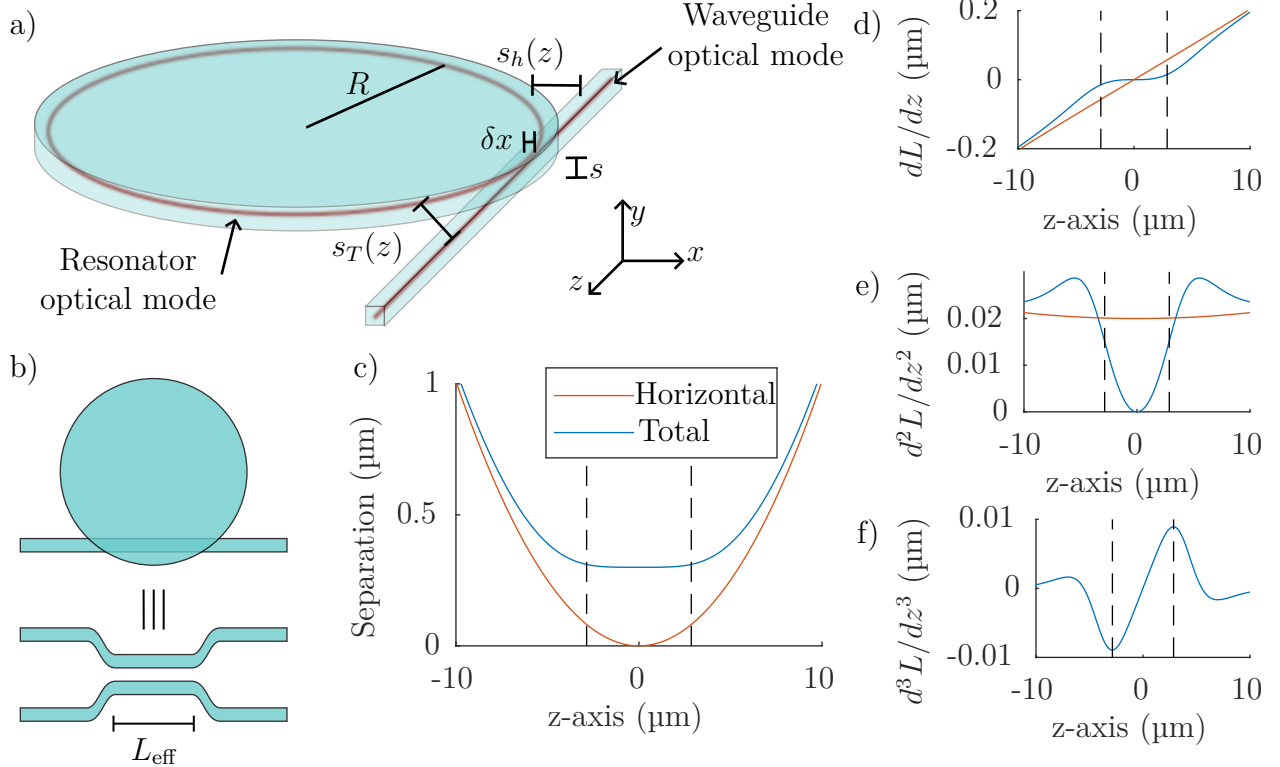 a)
Waveguide
optical mode
s_h(z)
R
δx
s
s_T(z)
Resonator
optical mode
y
x
z
b)
L_eff
c)
Separation (µm)
1
0.5
0
-10
0
10
z-axis (µm)
Horizontal
Total
d)
dL/dz (µm)
0.2
0
-0.2
-10
0
10
z-axis (µm)
e)
d²L/dz² (µm)
0.02
0.01
0
-10
0
10
z-axis (µm)
f)
d³L/dz³ (µm)
0.01
0
-0.01
-10
0
10
z-axis (µm)